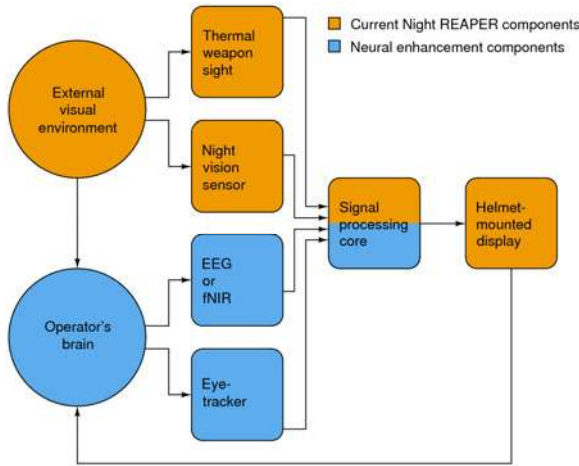 Current Night REAPER components
Neural enhancement components
Thermal
weapon
sight
External
visual
environment
Night
vision
sensor
Signal
processing
core
Helmet-
mounted
display
EEG
or
fNIR
Operator's
brain
Eye-
tracker